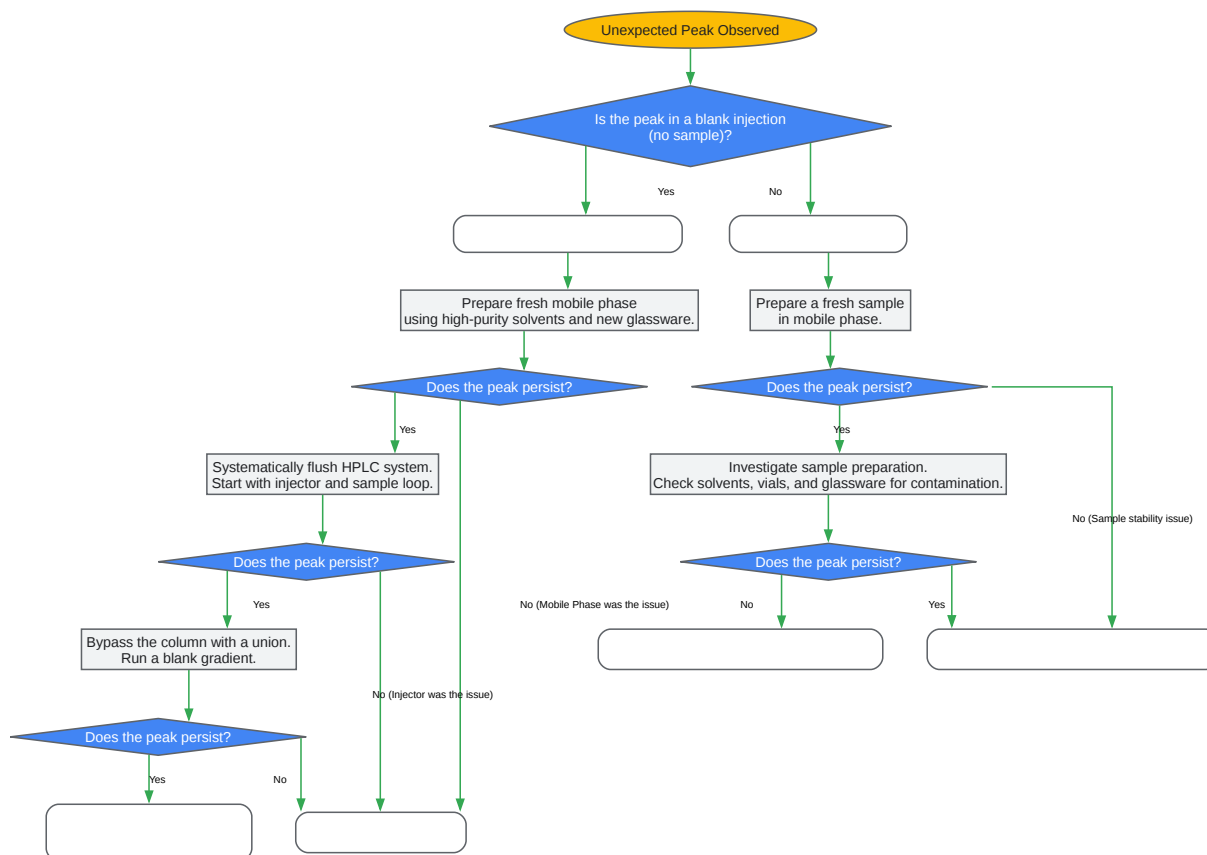 Unexpected Peak Observed
Is the peak in a blank injection
(no sample)?
Yes
No
Prepare fresh mobile phase
using high-purity solvents and new glassware.
Prepare a fresh sample
in mobile phase.
Does the peak persist?
Does the peak persist?
Yes
Yes
Systematically flush HPLC system.
Start with injector and sample loop.
Investigate sample preparation.
Check solvents, vials, and glassware for contamination.
No (Sample stability issue)
Does the peak persist?
Does the peak persist?
Yes
No (Mobile Phase was the issue)
No
Yes
Bypass the column with a union.
Run a blank gradient.
No (Injector was the issue)
Does the peak persist?
Yes
No